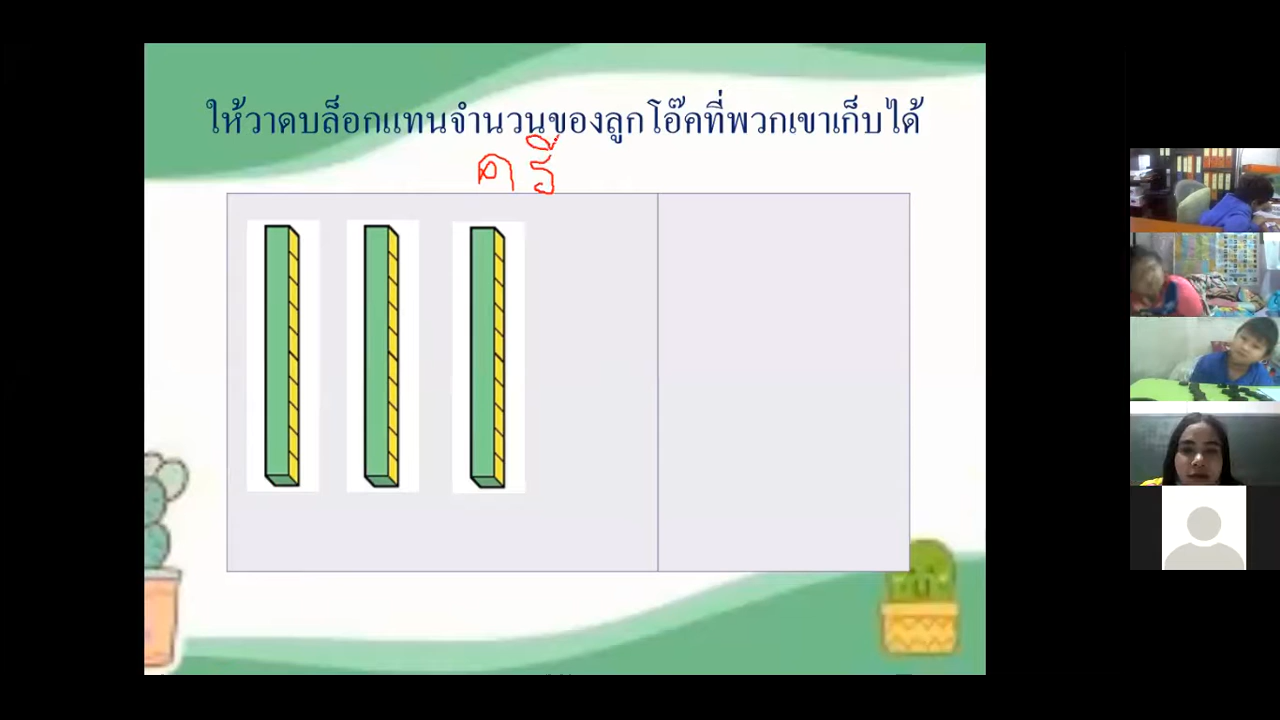 ให้วาดบล็อกแทนจำนวนของลูกโอ๊คที่พวกเขาเก็บได้
ครี